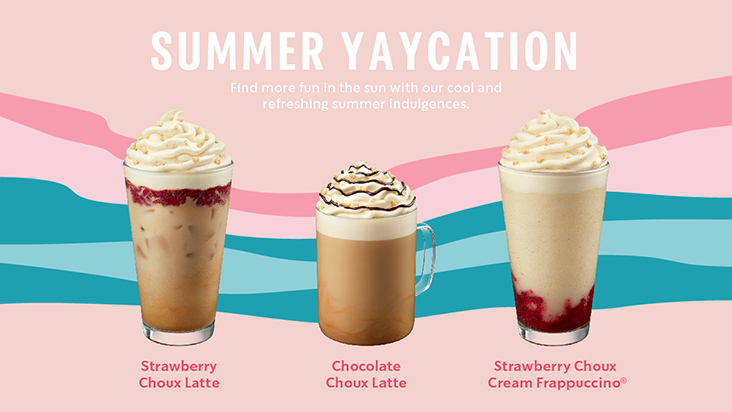 SUMMER YAYCATION
Find more fun in the sun with our cool and
refreshing summer indulgences.
Strawberry
Choux Latte
Chocolate
Choux Latte
Strawberry Choux
Cream Frappuccino®